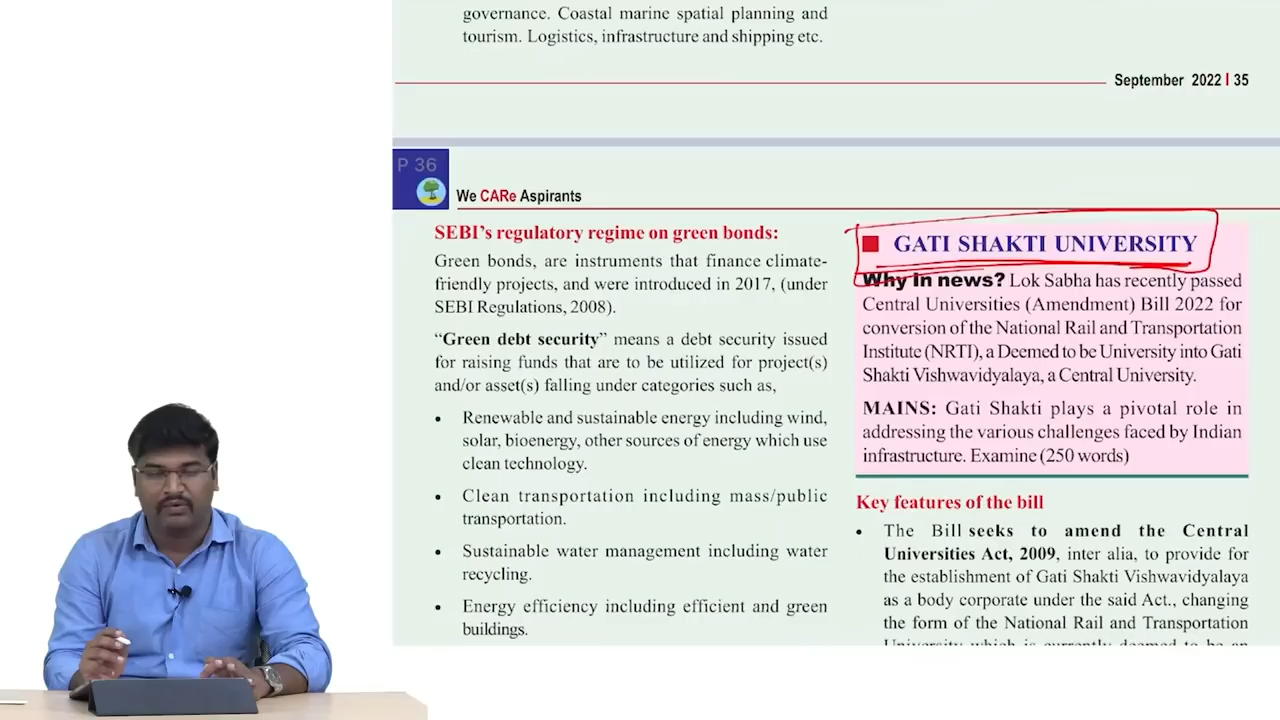 governance. Coastal marine spatial planning and
tourism. Logistics, infrastructure and shipping etc.
September 2022 | 35
P 36
We CARe Aspirants
SEBI’s regulatory regime on green bonds:
Green bonds, are instruments that finance climate-
friendly projects, and were introduced in 2017, (under
SEBI Regulations, 2008).
“Green debt security” means a debt security issued
for raising funds that are to be utilized for project(s)
and/or asset(s) falling under categories such as,
• Renewable and sustainable energy including wind,
solar, bioenergy, other sources of energy which use
clean technology.
• Clean transportation including mass/public
transportation.
• Sustainable water management including water
recycling.
• Energy efficiency including efficient and green
buildings.
GATI SHAKTI UNIVERSITY
Why in news? Lok Sabha has recently passed
Central Universities (Amendment) Bill 2022 for
conversion of the National Rail and Transportation
Institute (NRTI), a Deemed to be University into Gati
Shakti Vishwavidyalaya, a Central University.
MAINS: Gati Shakti plays a pivotal role in
addressing the various challenges faced by Indian
infrastructure. Examine (250 words)
Key features of the bill
• The Bill seeks to amend the Central
Universities Act, 2009, inter alia, to provide for
the establishment of Gati Shakti Vishwavidyalaya
as a body corporate under the said Act., changing
the form of the National Rail and Transportation
University which is currently deemed to be an